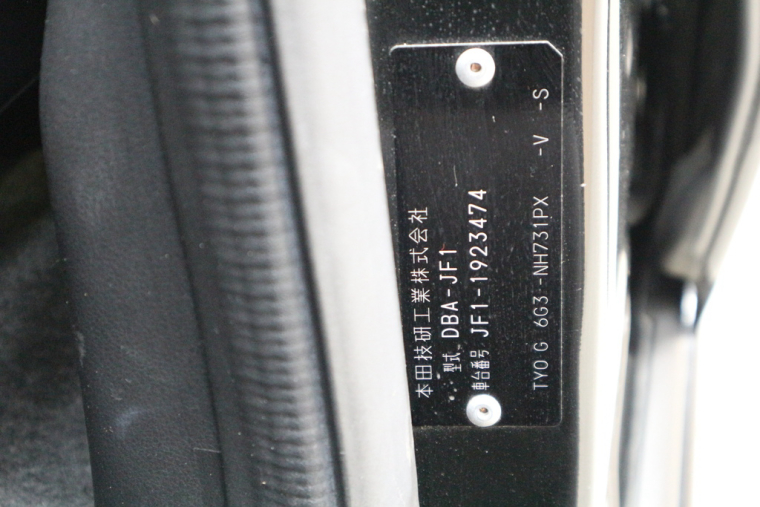 本田技研工業株式会社
型式 DBA-JF1
車台番号 JF1-1923474
TYO G 6G3 -NH731PX -V -S